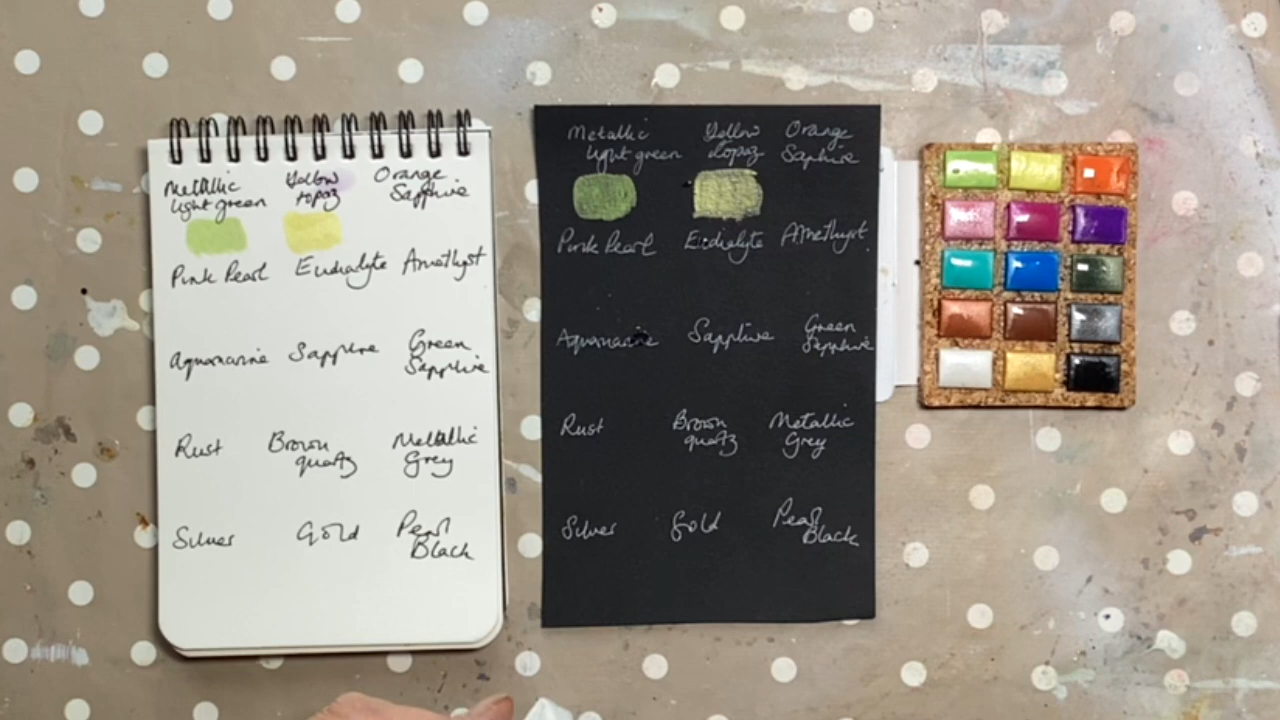 Metallic Yellow Orange
light green topaz Sapphire
Pink Pearl Eudialyte Amethyst
Aquamarine Sapphire Green
Sapphire
Rust Brown Metallic
quartz Grey
Silver Gold Pearl
Black
Metallic Yellow Orange
light green topaz Saphire
Pink Pearl Eudialyte Amethyst
Aquamarine Sapphire Green
Sapphire
Rust Brown Metallic
quartz Grey
Silver Gold Pearl
Black